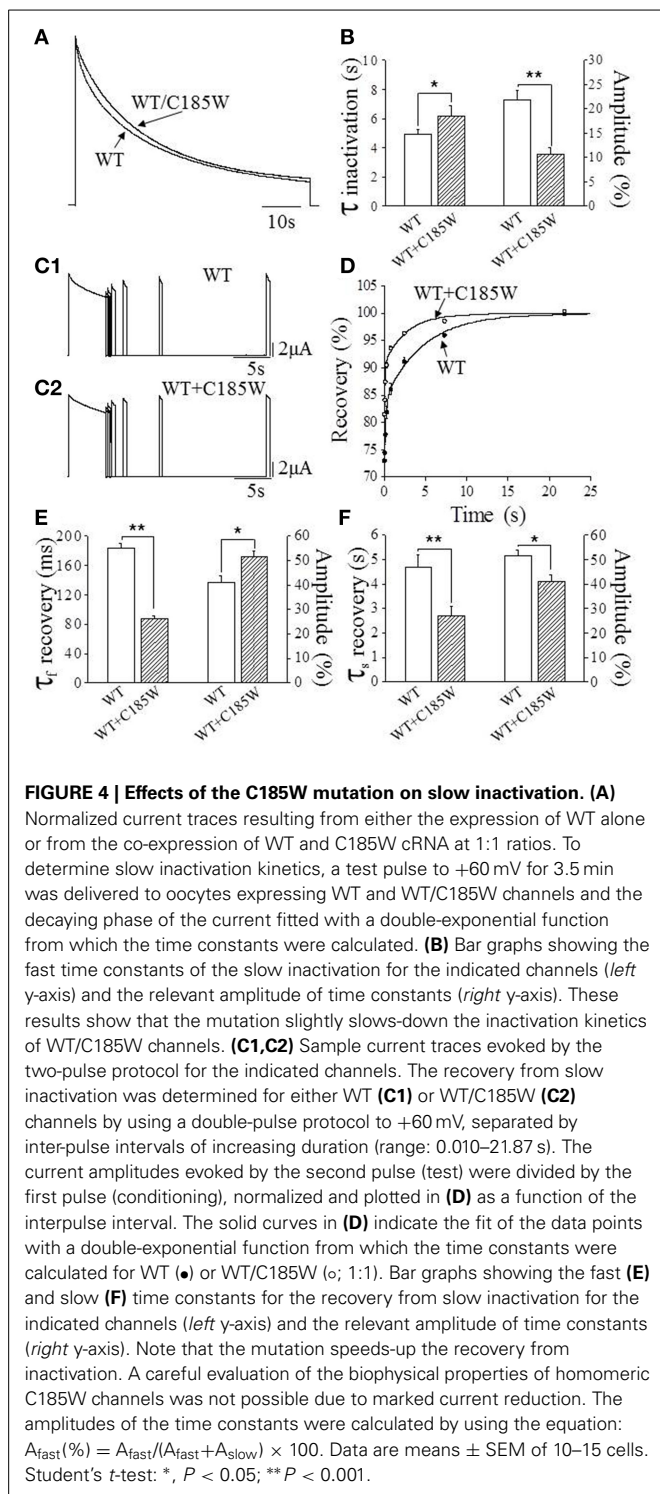 A
WT/C185W
WT
10s
B
τ inactivation (s)
10
8
6
4
2
0
*
**
30
25
20
15
10
5
0
Amplitude (%)
WT
WT+C185W
WT
WT+C185W
C1
WT
2μA
5s
C2
WT+C185W
2μA
5s
D
Recovery (%)
105
100
95
90
85
80
75
70
WT+C185W
WT
0 5 10 15 20 25
Time (s)
E
τf recovery (ms)
200
160
120
80
40
0
**
*
60
50
40
30
20
10
0
Amplitude (%)
WT
WT+C185W
WT
WT+C185W
F
τs recovery (s)
6
5
4
3
2
1
0
**
*
60
50
40
30
20
10
0
Amplitude (%)
WT
WT+C185W
WT
WT+C185W
FIGURE 4 | Effects of the C185W mutation on slow inactivation. (A)
Normalized current traces resulting from either the expression of WT alone
or from the co-expression of WT and C185W cRNA at 1:1 ratios. To
determine slow inactivation kinetics, a test pulse to +60 mV for 3.5 min
was delivered to oocytes expressing WT and WT/C185W channels and the
decaying phase of the current fitted with a double-exponential function
from which the time constants were calculated. (B) Bar graphs showing the
fast time constants of the slow inactivation for the indicated channels (left
y-axis) and the relevant amplitude of time constants (right y-axis). These
results show that the mutation slightly slows-down the inactivation kinetics
of WT/C185W channels. (C1,C2) Sample current traces evoked by the
two-pulse protocol for the indicated channels. The recovery from slow
inactivation was determined for either WT (C1) or WT/C185W (C2)
channels by using a double-pulse protocol to +60 mV, separated by
inter-pulse intervals of increasing duration (range: 0.010–21.87 s). The
current amplitudes evoked by the second pulse (test) were divided by the
first pulse (conditioning), normalized and plotted in (D) as a function of the
interpulse interval. The solid curves in (D) indicate the fit of the data points
with a double-exponential function from which the time constants were
calculated for WT (●) or WT/C185W (○; 1:1). Bar graphs showing the fast (E)
and slow (F) time constants for the recovery from slow inactivation for the
indicated channels (left y-axis) and the relevant amplitude of time constants
(right y-axis). Note that the mutation speeds-up the recovery from
inactivation. A careful evaluation of the biophysical properties of homomeric
C185W channels was not possible due to marked current reduction. The
amplitudes of the time constants were calculated by using the equation:
Afast(%) = Afast/(Afast+Aslow) × 100. Data are means ± SEM of 10–15 cells.
Student's t-test: *, P < 0.05; **P < 0.001.